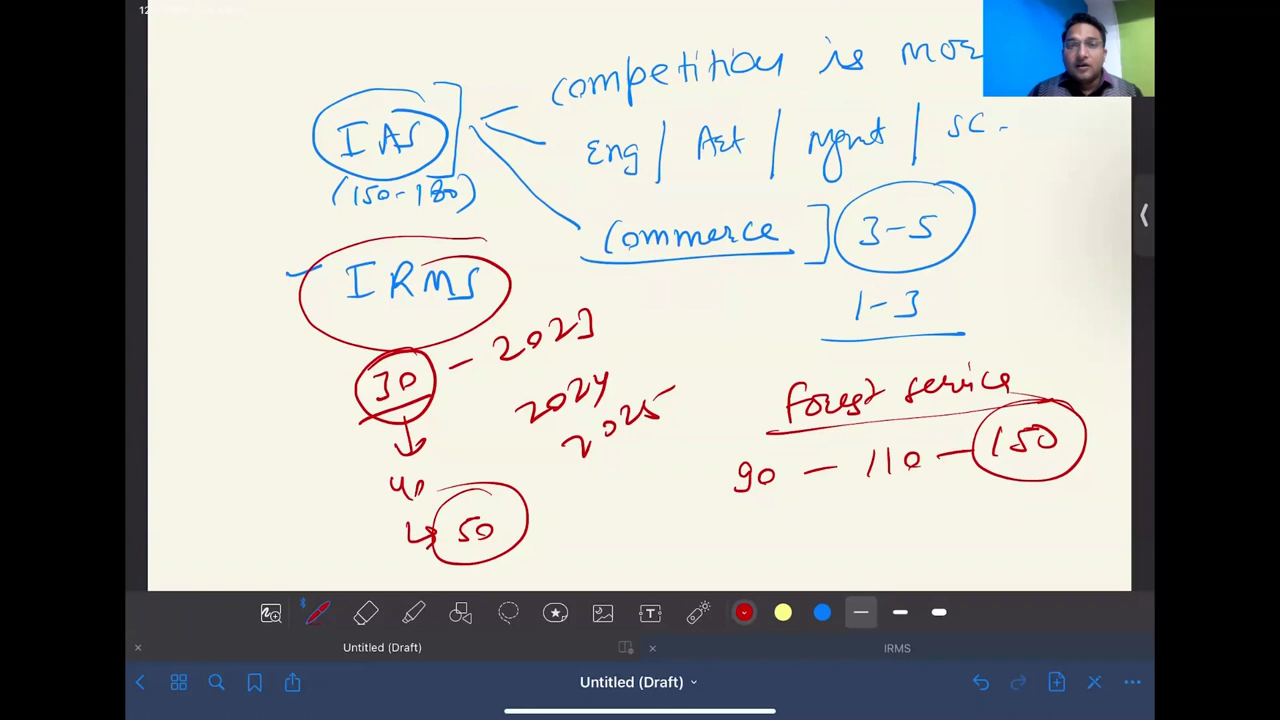 competition is more
IAS
Eng / Art / Mgmt / sc.
(150-180)
Commerce ] 3-5
IRMS
1-3
30 - 2023
2024
2025
forest service
90 - 110 - 150
40
50
Untitled (Draft)
IRMS
Untitled (Draft)